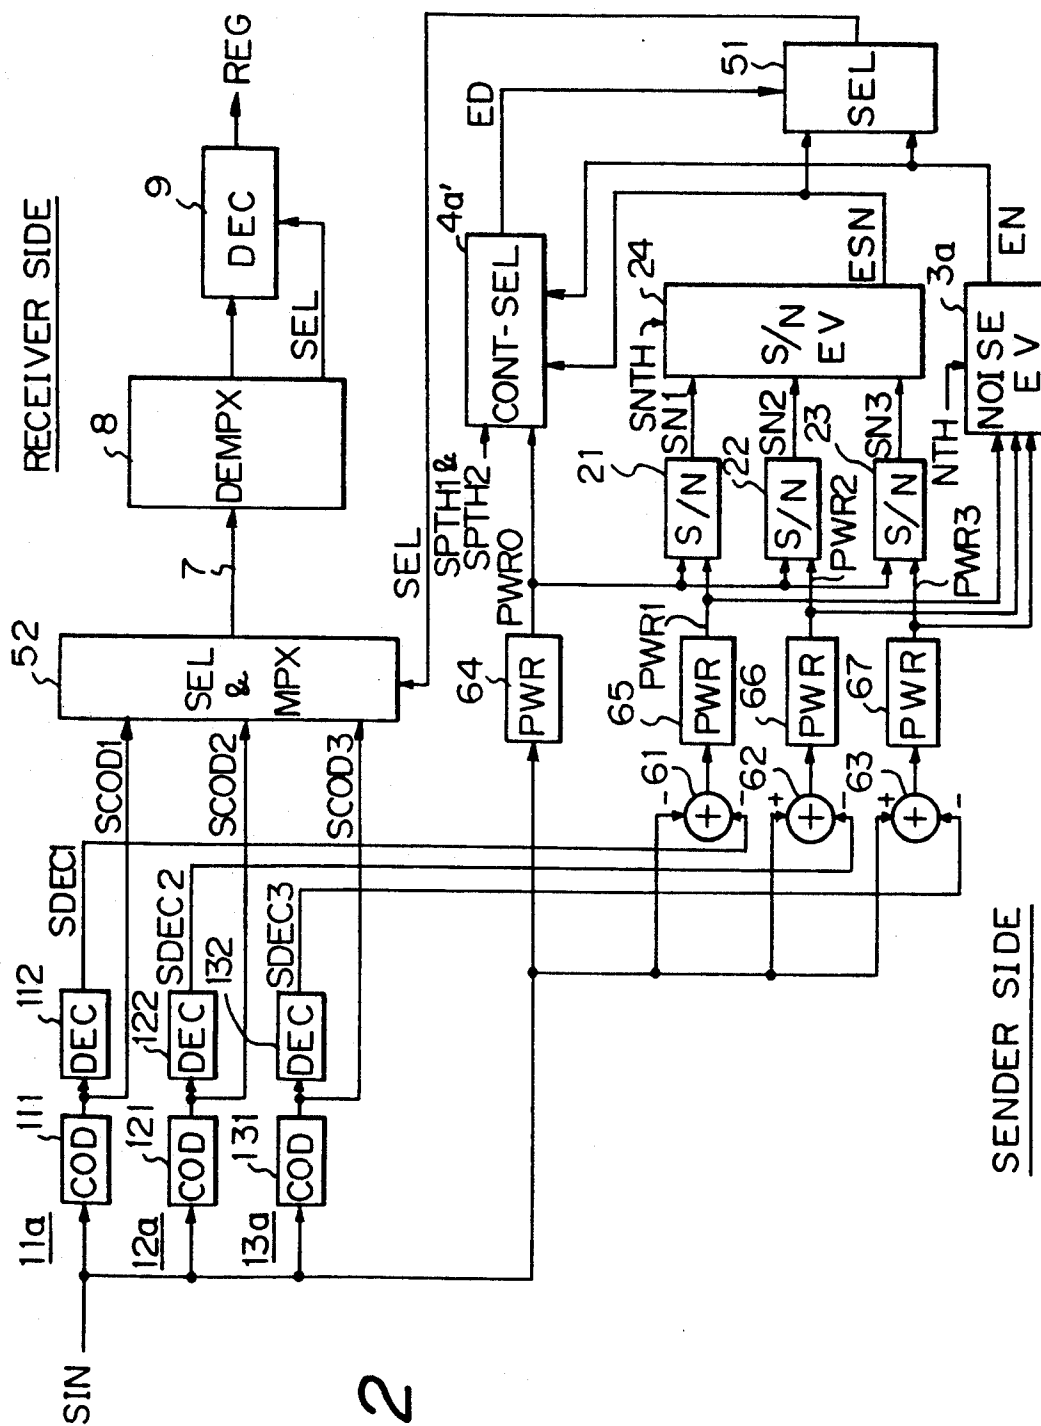 RECEIVER SIDE
SIN
11a
111
COD
112
DEC
SDEC1
SCOD1
12a
121
COD
122
DEC
SDEC2
SCOD2
13a
131
COD
132
DEC
SDEC3
SCOD3
52
SEL
&
MPX
7
8
DEMPX
SEL
9
DEC
REG
SEL
64
PWR
PWR0
SPTH1&
SPTH2
4a'
CONT-SEL
ED
51
SEL
-
61
+
-
65
PWR
PWR1
21
S/N
SN1
SNTH
24
S/N
EV
ESN
+
62
+
-
66
PWR
PWR2
22
S/N
SN2
+
63
+
-
67
PWR
PWR3
23
S/N
SN3
NTH
3a
NOISE
EV
EN
SENDER SIDE
2